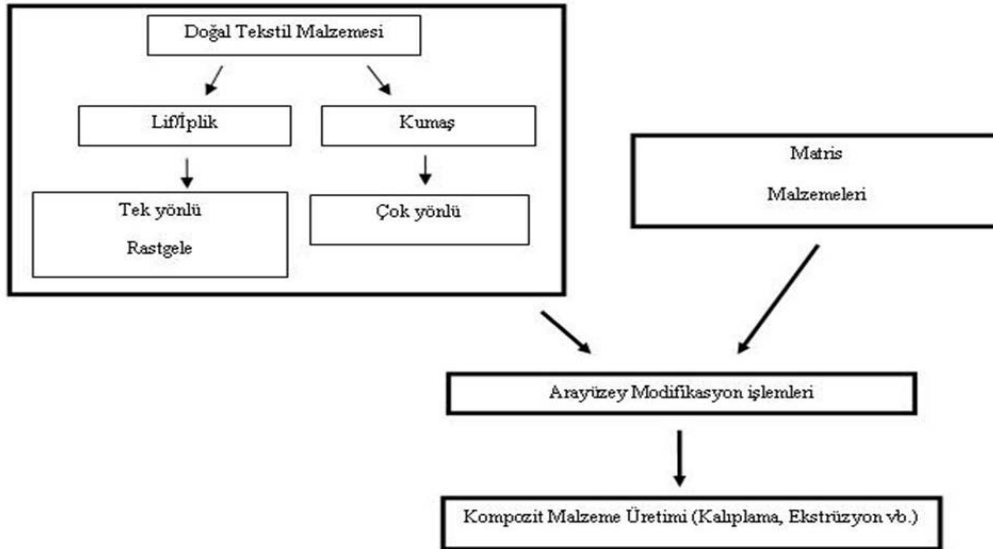 Doğal Tekstil Malzemesi
Lif/İplik
Kumaş
Tek yönlü
Rastgele
Çok yönlü
Matris
Malzemeleri
Arayüzey Modifikasyon işlemleri
Kompozit Malzeme Üretimi (Kalıplama, Ekstrüzyon vb.)